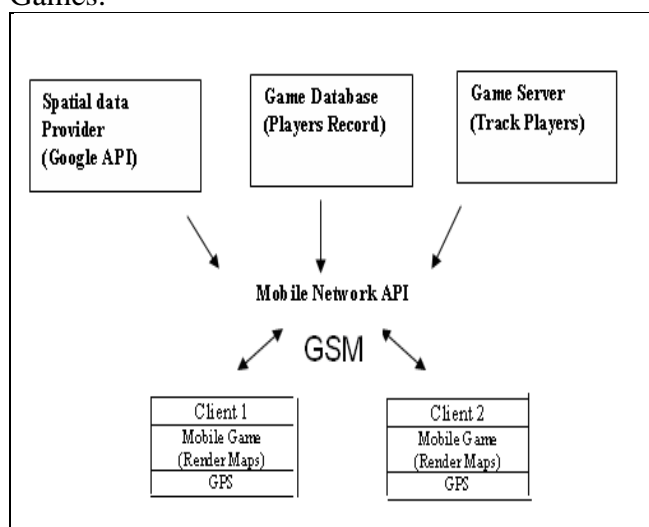 Games.
Spatial data
Provider
(Google API)
Game Database
(Players Record)
Game Server
(Track Players)
Mobile Network API
GSM
Client 1
Mobile Game
(Render Maps)
GPS
Client 2
Mobile Game
(Render Maps)
GPS